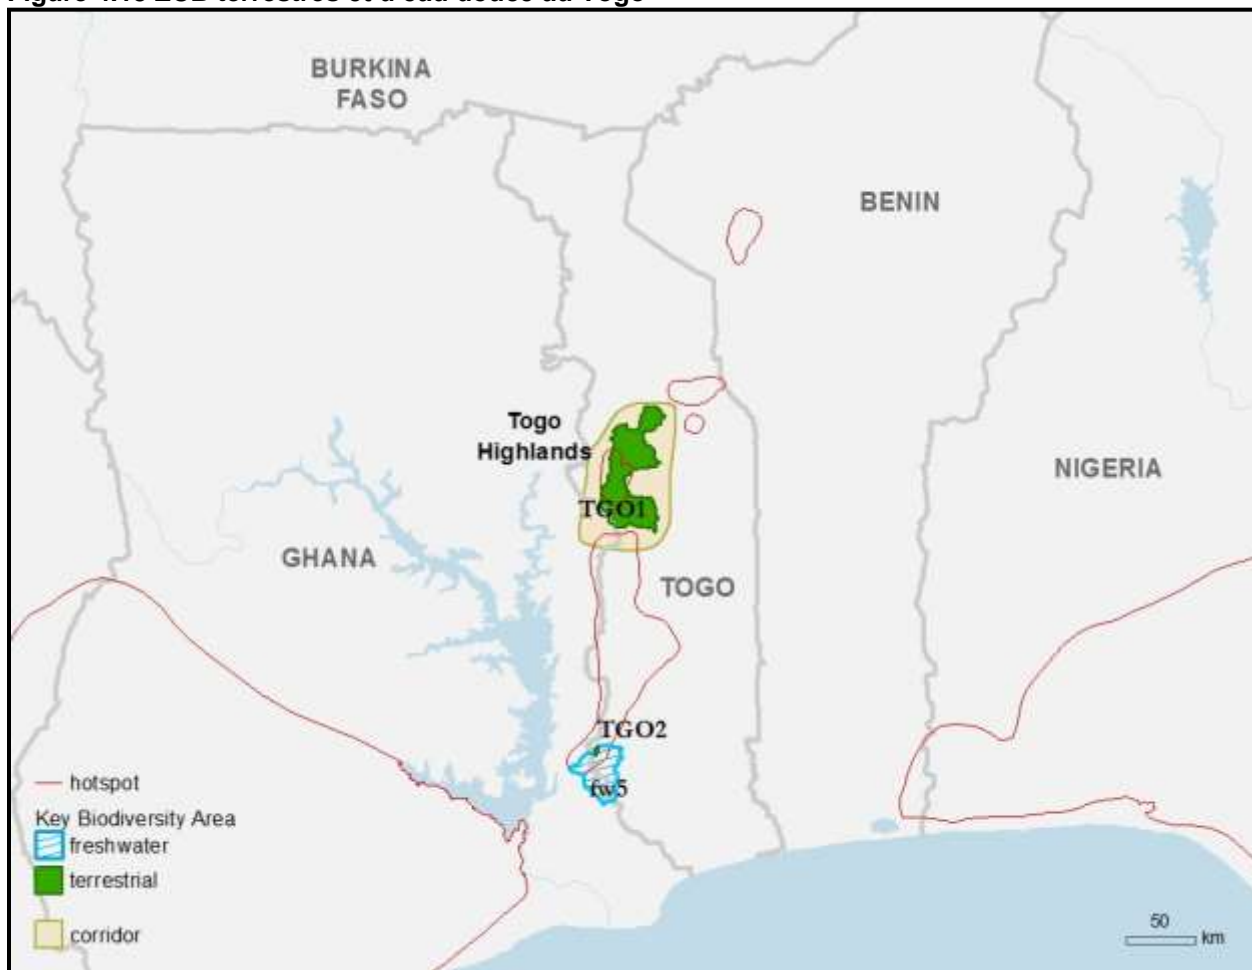 BURKINA
FASO
BENIN
Togo
Highlands
NIGERIA
TGO1
GHANA
TOGO
TGO2
fw5
hotspot
Key Biodiversity Area
freshwater
terrestrial
corridor
50
km